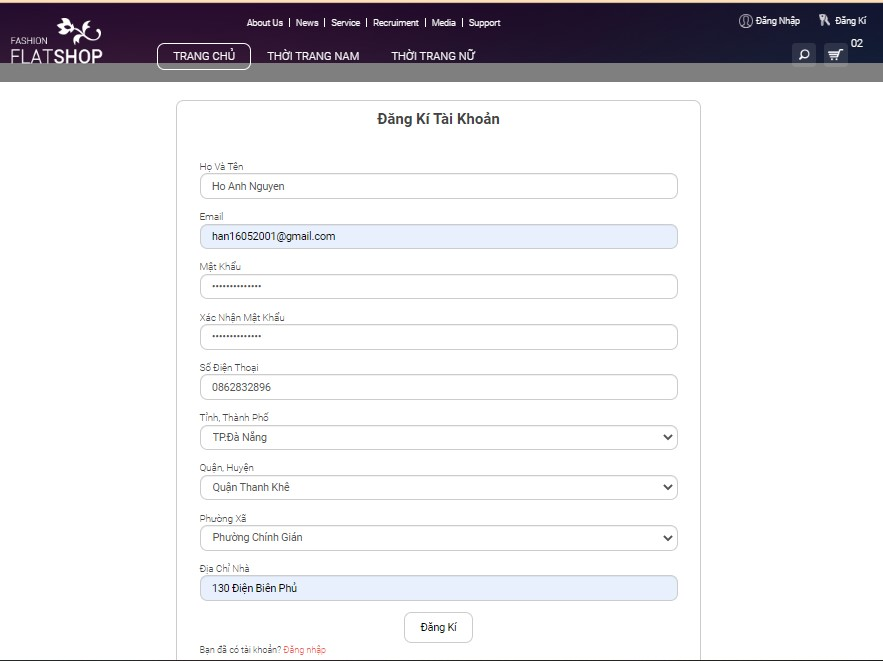 About Us | News | Service | Recruiment | Media | Support
Đăng Nhập
Đăng Kí
FASHION
FLATSHOP
TRANG CHỦ
THỜI TRANG NAM
THỜI TRANG NỮ
02
Đăng Kí Tài Khoản
Họ Và Tên
Ho Anh Nguyen
Email
han16052001@gmail.com
Mật Khẩu
••••••••••••••
Xác Nhận Mật Khẩu
••••••••••••••
Số Điện Thoại
0862832896
Tỉnh, Thành Phố
TP.Đà Nẵng
Quận, Huyện
Quận Thanh Khê
Phường Xã
Phường Chính Gián
Địa Chỉ Nhà
130 Điện Biên Phủ
Đăng Kí
Bạn đã có tài khoản? Đăng nhập